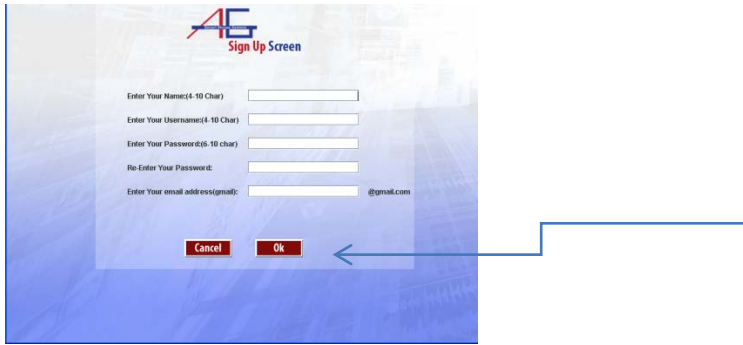 AG
Sign Up Screen
Enter Your Name:(4-10 Char)
Enter Your Username:(4-10 Char)
Enter Your Password:(6-10 char)
Re-Enter Your Password:
Enter Your email address(gmail): @gmail.com
Cancel Ok